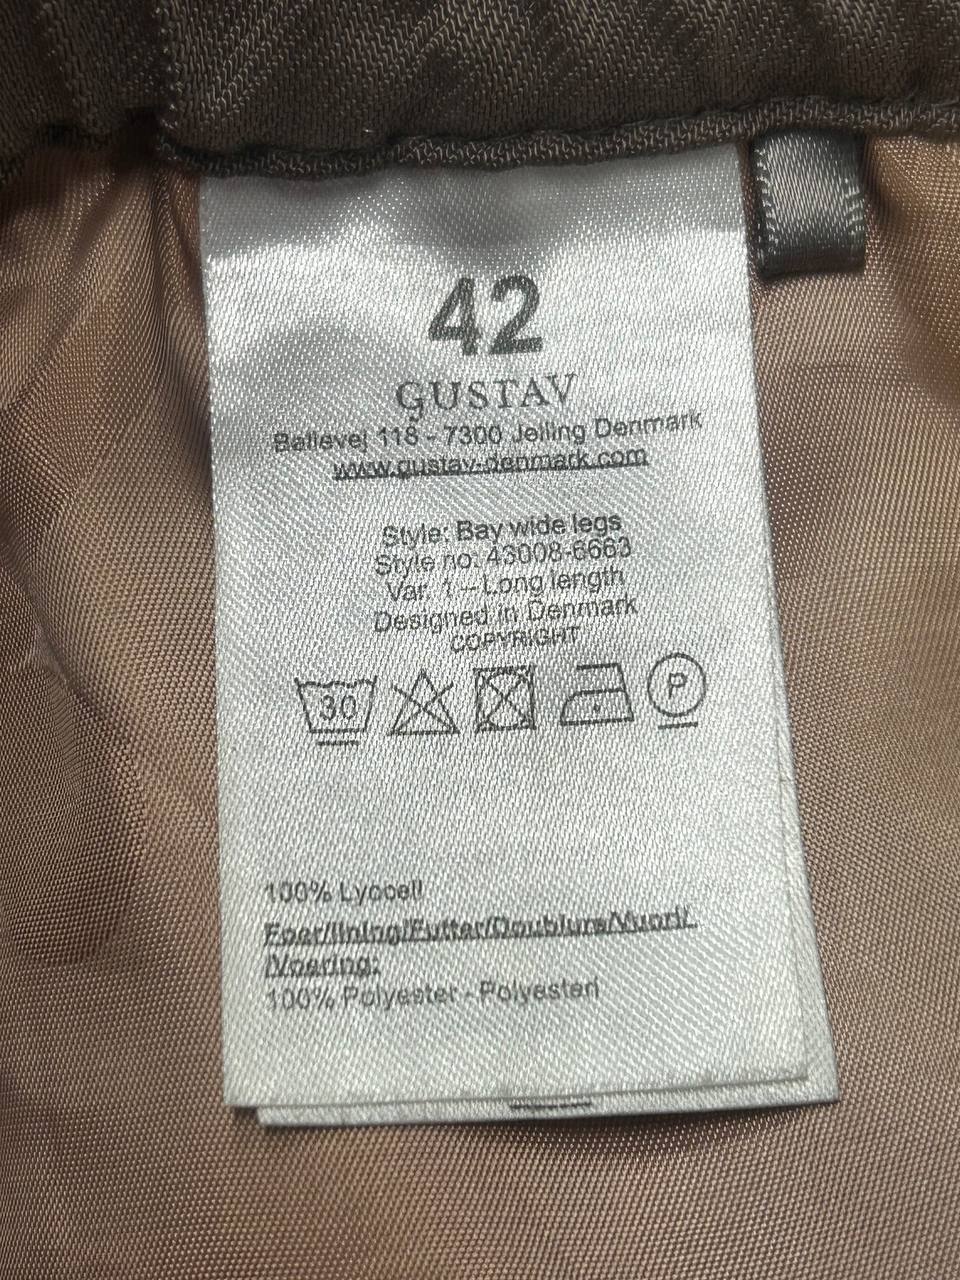 42
GUSTAV
Ballevej 118 - 7300 Jelling Denmark
www.gustav-denmark.com
Style: Bay wide legs
Style no: 43008-6663
Var. 1 – Long length
Designed in Denmark
COPYRIGHT
30
P
100% Lyocell
Foer/lining/Futter/Doublure/Vuori/
/Voering:
100% Polyester - Polyesteri